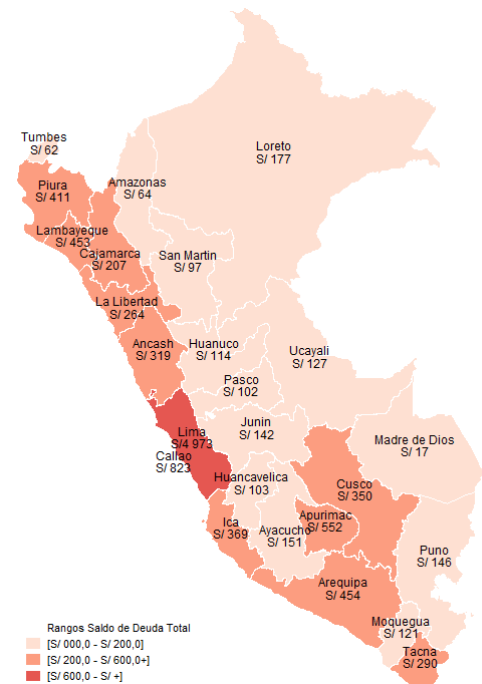 Tumbes
S/ 62
Loreto
S/ 177
Piura
S/ 411
Amazonas
S/ 64
Lambayeque
S/ 453
Cajamarca
S/ 207
San Martin
S/ 97
La Libertad
S/ 264
Ancash
S/ 319
Huanuco
S/ 114
Ucayali
S/ 127
Pasco
S/ 102
Lima
S/4 973
Callao
S/ 823
Junin
S/ 142
Madre de Dios
S/ 17
Huancavelica
S/ 103
Cusco
S/ 350
Ica
S/ 369
Ayacucho
S/ 151
Apurimac
S/ 552
Puno
S/ 146
Arequipa
S/ 454
Moquegua
S/ 121
Tacna
S/ 290
Rangos Saldo de Deuda Total
[S/ 000,0 - S/ 200,0]
[S/ 200,0 - S/ 600,0+]
[S/ 600,0 - S/ +]